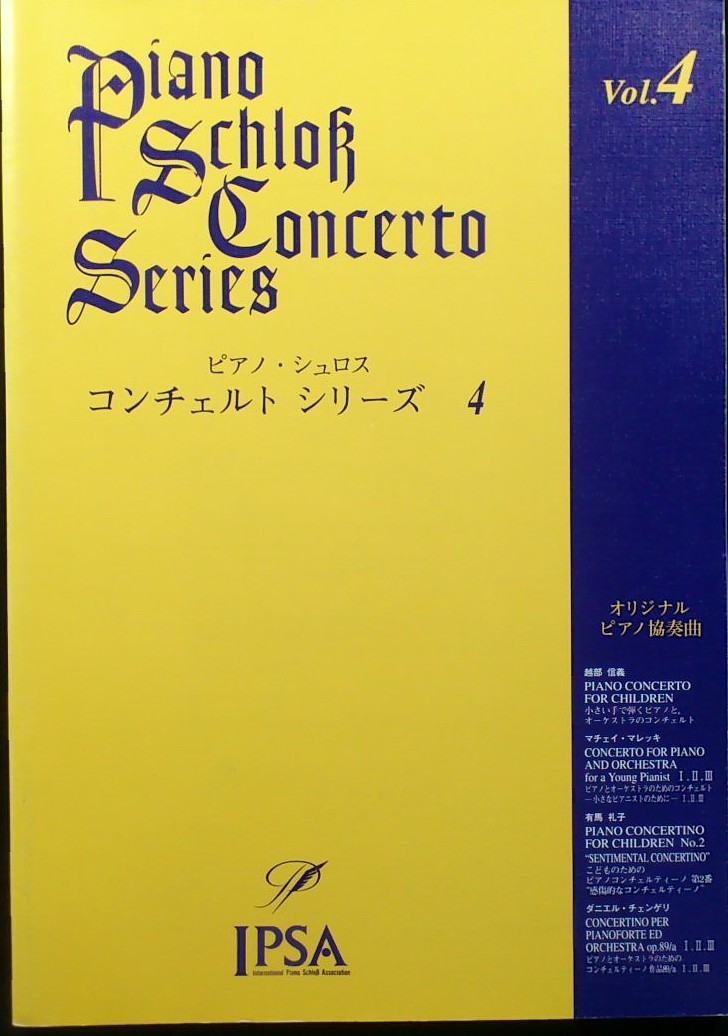 Piano
Schloß
Concerto
Series
ピアノ・シュロス
コンチェルト シリーズ 4
Vol.4
オリジナル
ピアノ協奏曲
越部 信義
PIANO CONCERTO
FOR CHILDREN
小さい手で弾くピアノと,
オーケストラのコンチェルト
マチェイ・マレッキ
CONCERTO FOR PIANO
AND ORCHESTRA
for a Young Pianist Ⅰ.Ⅱ.Ⅲ
ピアノとオーケストラのためのコンチェルト
—小さなピアニストのために— Ⅰ.Ⅱ.Ⅲ
有馬 礼子
PIANO CONCERTINO
FOR CHILDREN No.2
"SENTIMENTAL CONCERTINO"
こどものための
ピアノコンチェルティーノ 第2番
"感傷的なコンチェルティーノ"
ダニエル・チェンゲリ
CONCERTINO PER
PIANOFORTE ED
ORCHESTRA op.89/a Ⅰ.Ⅱ.Ⅲ
ピアノとオーケストラのための
コンチェルティーノ作品89/a Ⅰ.Ⅱ.Ⅲ
IPSA
International Piano Schloß Association